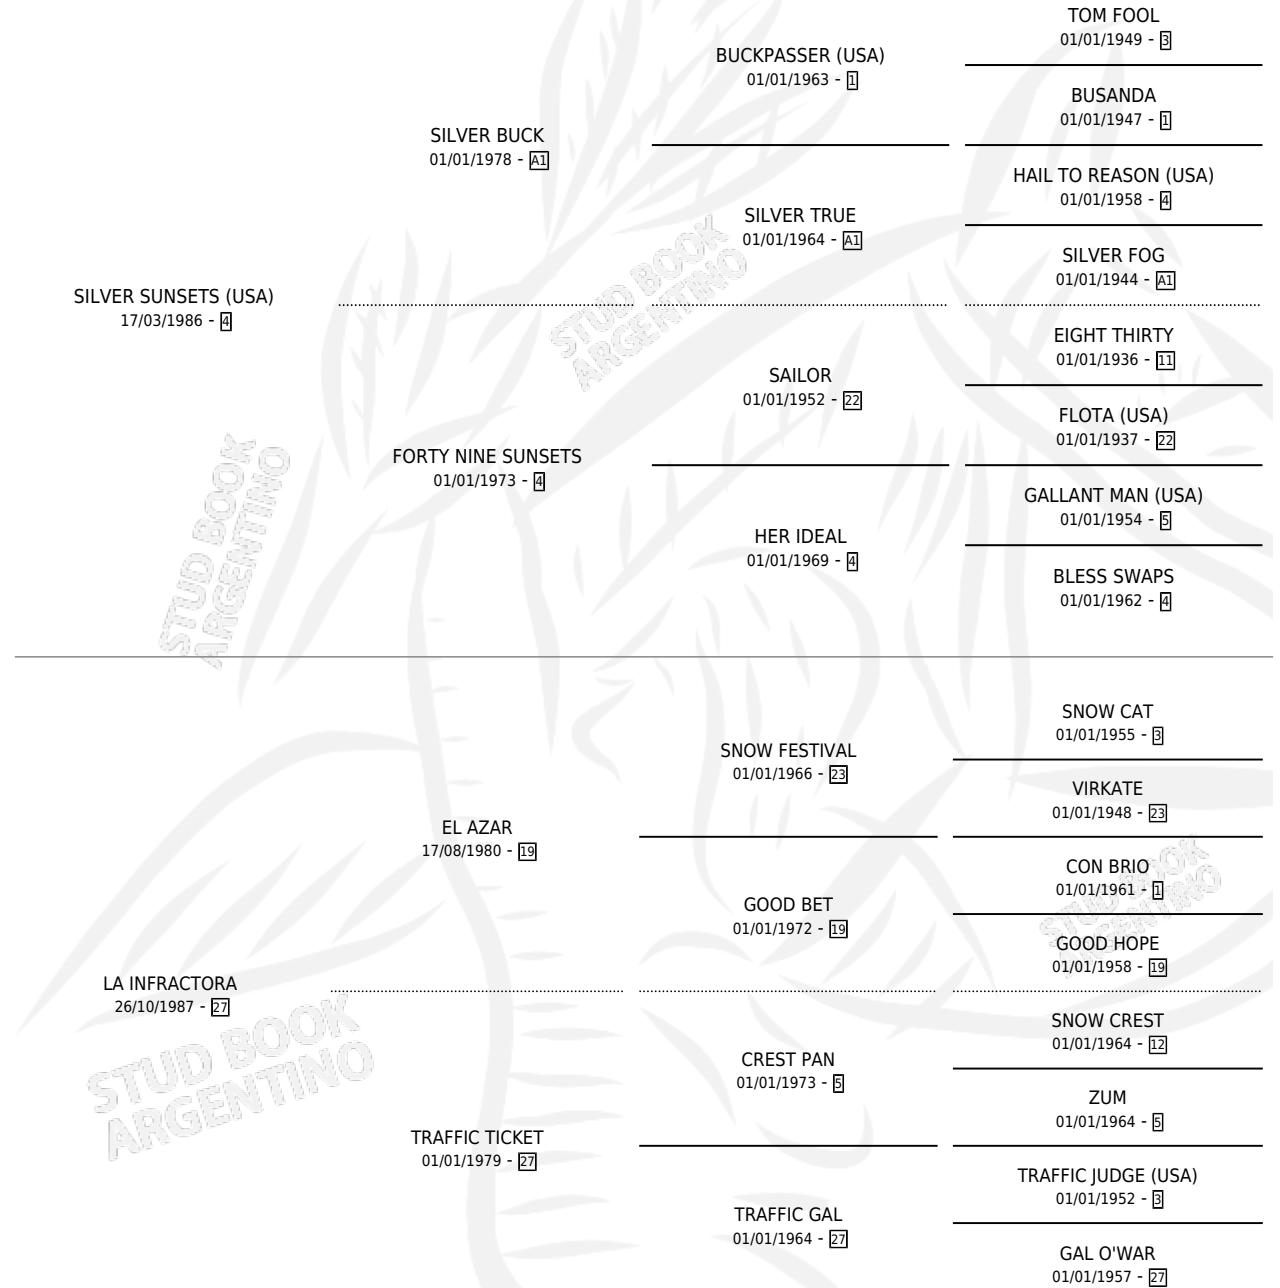 TOM FOOL
01/01/1949 - 3
BUCKPASSER (USA)
01/01/1963 - 1
BUSANDA
01/01/1947 - 1
SILVER BUCK
01/01/1978 - A1
HAIL TO REASON (USA)
01/01/1958 - 4
SILVER TRUE
01/01/1964 - A1
SILVER FOG
01/01/1944 - A1
SILVER SUNSETS (USA)
17/03/1986 - 4
EIGHT THIRTY
01/01/1936 - 11
SAILOR
01/01/1952 - 22
FLOTA (USA)
01/01/1937 - 22
FORTY NINE SUNSETS
01/01/1973 - 4
GALLANT MAN (USA)
01/01/1954 - 5
HER IDEAL
01/01/1969 - 4
BLESS SWAPS
01/01/1962 - 4
SNOW CAT
01/01/1955 - 3
SNOW FESTIVAL
01/01/1966 - 23
VIRKATE
01/01/1948 - 23
EL AZAR
17/08/1980 - 19
CON BRIO
01/01/1961 - 1
GOOD BET
01/01/1972 - 19
GOOD HOPE
01/01/1958 - 19
LA INFRACTORA
26/10/1987 - 27
SNOW CREST
01/01/1964 - 12
CREST PAN
01/01/1973 - 5
ZUM
01/01/1964 - 5
TRAFFIC TICKET
01/01/1979 - 27
TRAFFIC JUDGE (USA)
01/01/1952 - 3
TRAFFIC GAL
01/01/1964 - 27
GAL O'WAR
01/01/1957 - 27
STUD BOOK
ARGENTINO
STUD BOOK
ARGENTINO
STUD BOOK
ARGENTINO
STUD BOOK
ARGENTINO